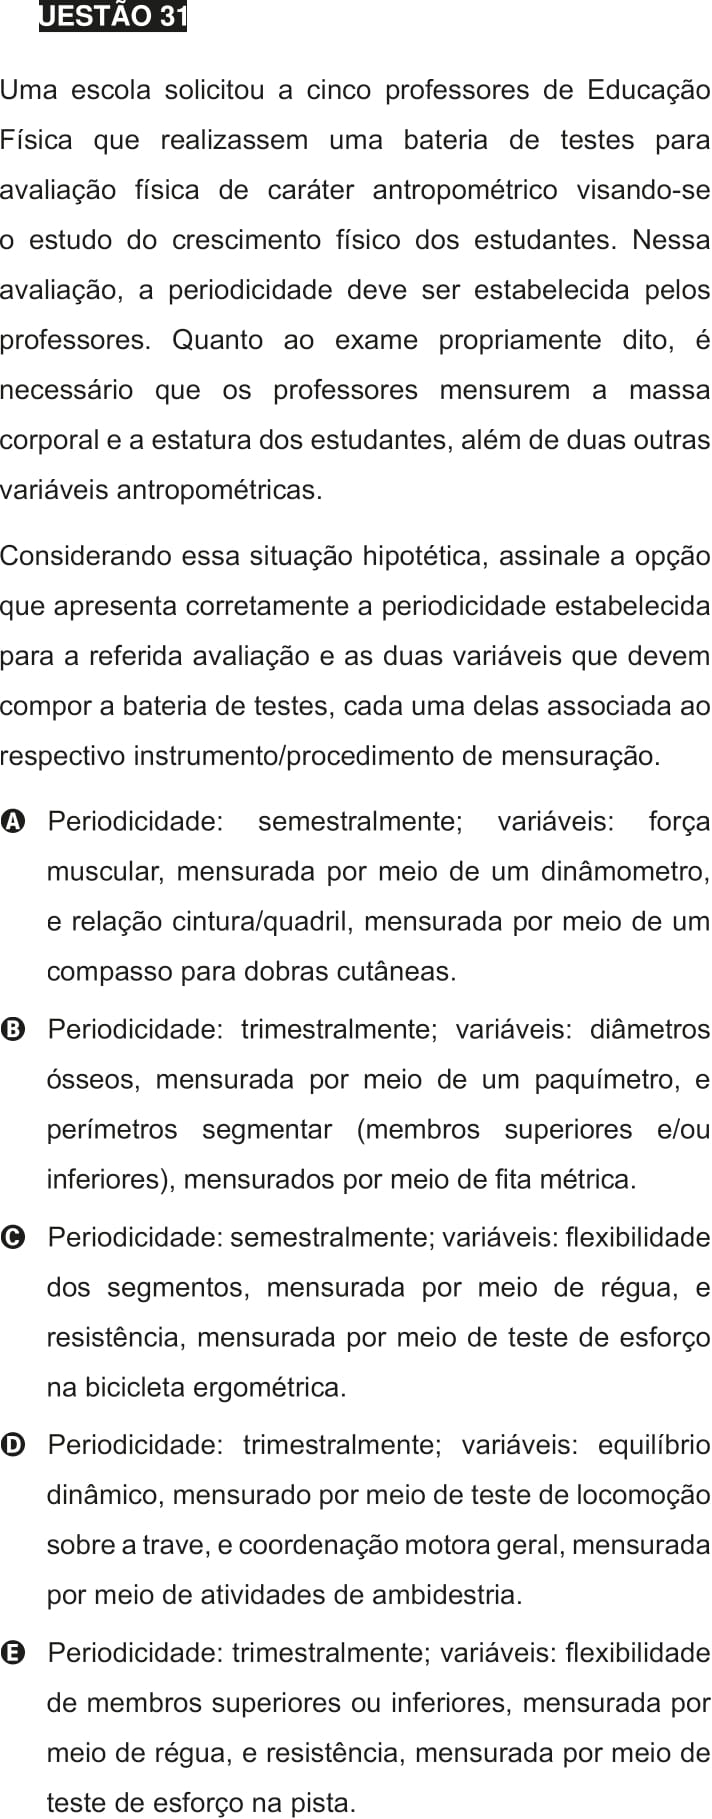 UESTÃO 31
Uma escola solicitou a cinco professores de Educação
Física que realizassem uma bateria de testes para
avaliação física de caráter antropométrico visando-se
o estudo do crescimento físico dos estudantes. Nessa
avaliação, a periodicidade deve ser estabelecida pelos
professores. Quanto ao exame propriamente dito, é
necessário que os professores mensurem a massa
corporal e a estatura dos estudantes, além de duas outras
variáveis antropométricas.
Considerando essa situação hipotética, assinale a opção
que apresenta corretamente a periodicidade estabelecida
para a referida avaliação e as duas variáveis que devem
compor a bateria de testes, cada uma delas associada ao
respectivo instrumento/procedimento de mensuração.
A Periodicidade: semestralmente; variáveis: força
muscular, mensurada por meio de um dinâmometro,
e relação cintura/quadril, mensurada por meio de um
compasso para dobras cutâneas.
B Periodicidade: trimestralmente; variáveis: diâmetros
ósseos, mensurada por meio de um paquímetro, e
perímetros segmentar (membros superiores e/ou
inferiores), mensurados por meio de fita métrica.
C Periodicidade: semestralmente; variáveis: flexibilidade
dos segmentos, mensurada por meio de régua, e
resistência, mensurada por meio de teste de esforço
na bicicleta ergométrica.
D Periodicidade: trimestralmente; variáveis: equilíbrio
dinâmico, mensurado por meio de teste de locomoção
sobre a trave, e coordenação motora geral, mensurada
por meio de atividades de ambidestria.
E Periodicidade: trimestralmente; variáveis: flexibilidade
de membros superiores ou inferiores, mensurada por
meio de régua, e resistência, mensurada por meio de
teste de esforço na pista.